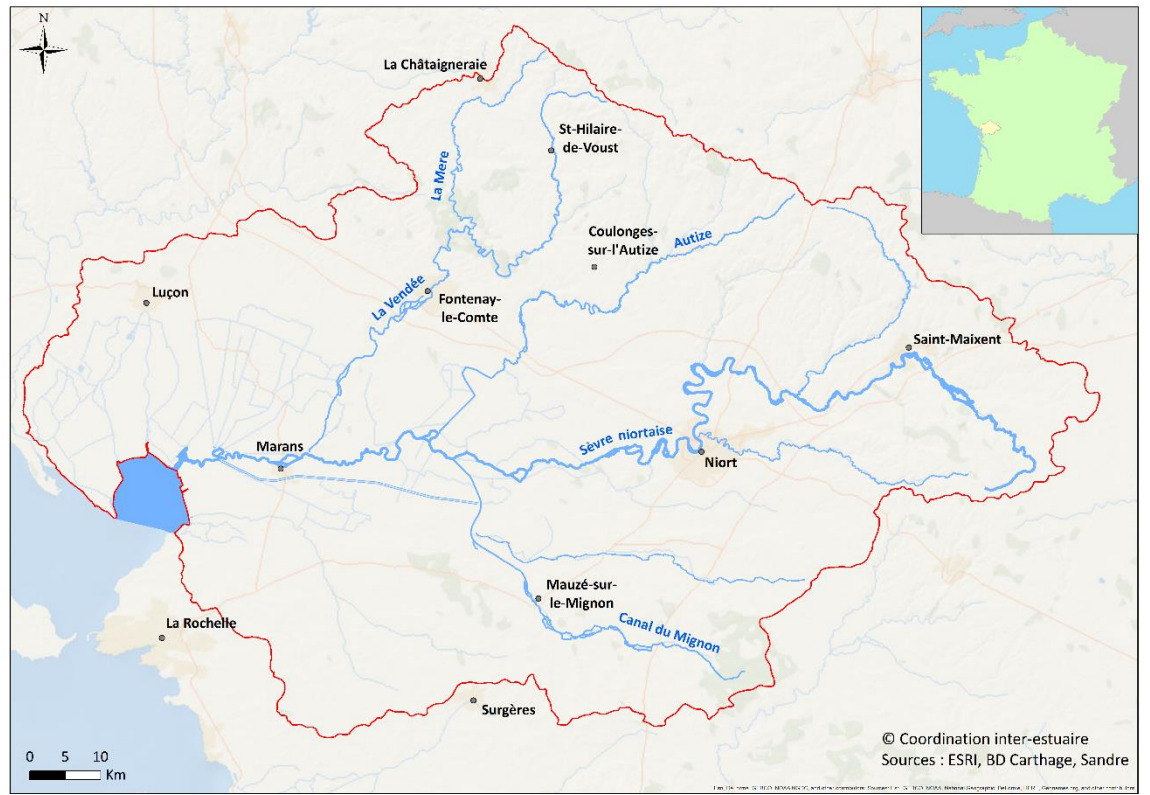 N
La Châtaigneraie
St-Hilaire-
de-Voust
La Mere
Coulonges-
sur-l'Autize
Autize
Luçon
La Vendée
Fontenay-
le-Comte
Saint-Maixent
Marans
Sèvre niortaise
Niort
Mauzé-sur-
le-Mignon
La Rochelle
Canal du Mignon
Surgères
0 5 10
Km
© Coordination inter-estuaire
Sources : ESRI, BD Carthage, Sandre